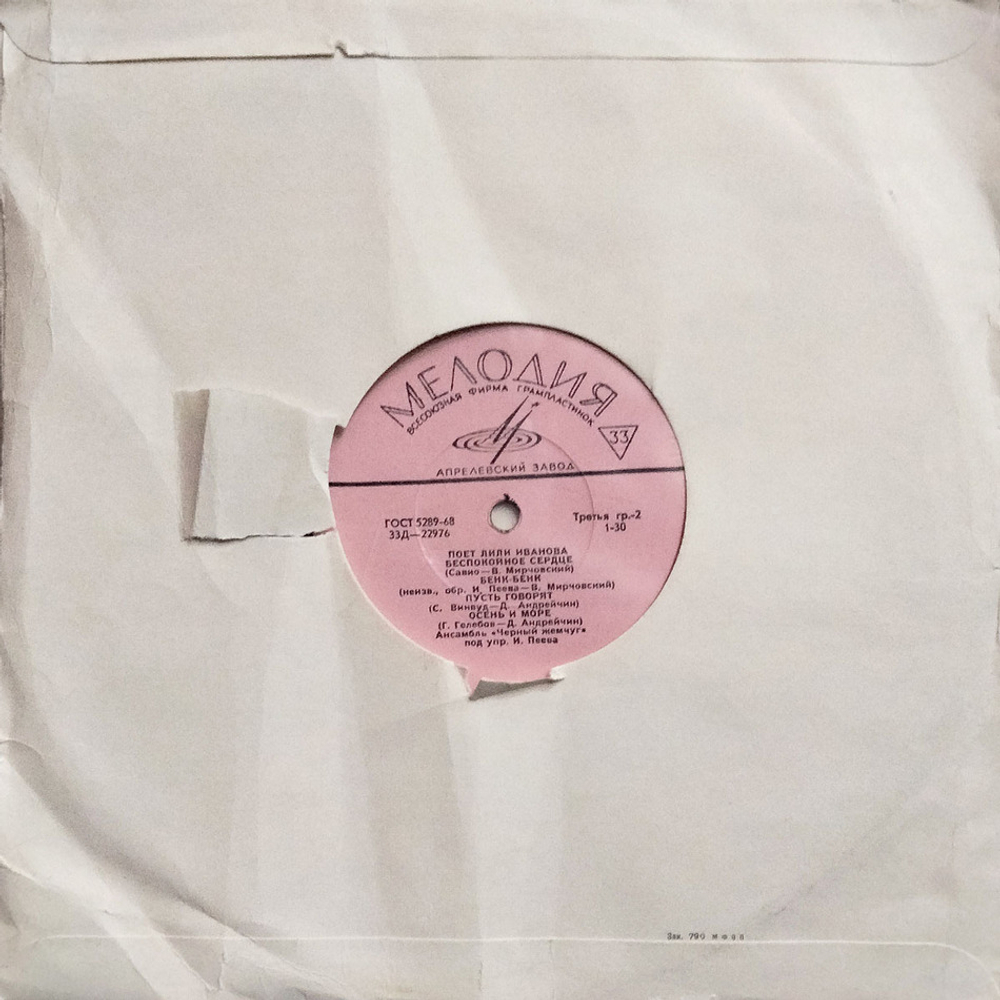 МЕЛОДИЯ
ВСЕСОЮЗНАЯ ФИРМА ГРАМПЛАСТИНОК
33
АПРЕЛЕВСКИЙ ЗАВОД
ГОСТ 5289-68
33Д—22976
Третья гр.-2
1-30
ПОЕТ ЛИЛИ ИВАНОВА
БЕСПОКОЙНОЕ СЕРДЦЕ
(Савио—В. Мирчовский)
БЕНК-БЕНК
(неизв., обр. И. Пеева—В. Мирчовский)
ПУСТЬ ГОВОРЯТ
(С. Винвуд—Д. Андрейчин)
ОСЕНЬ И МОРЕ
(Г. Гелебов—Д. Андрейчин)
Ансамбль «Черный жемчуг»
под упр. И. Пеева
Зак. 790